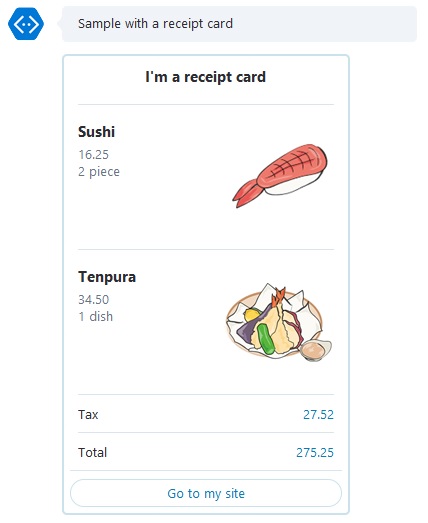 Sample with a receipt card
I'm a receipt card
Sushi
16.25
2 piece
Tenpura
34.50
1 dish
Tax 27.52
Total 275.25
Go to my site